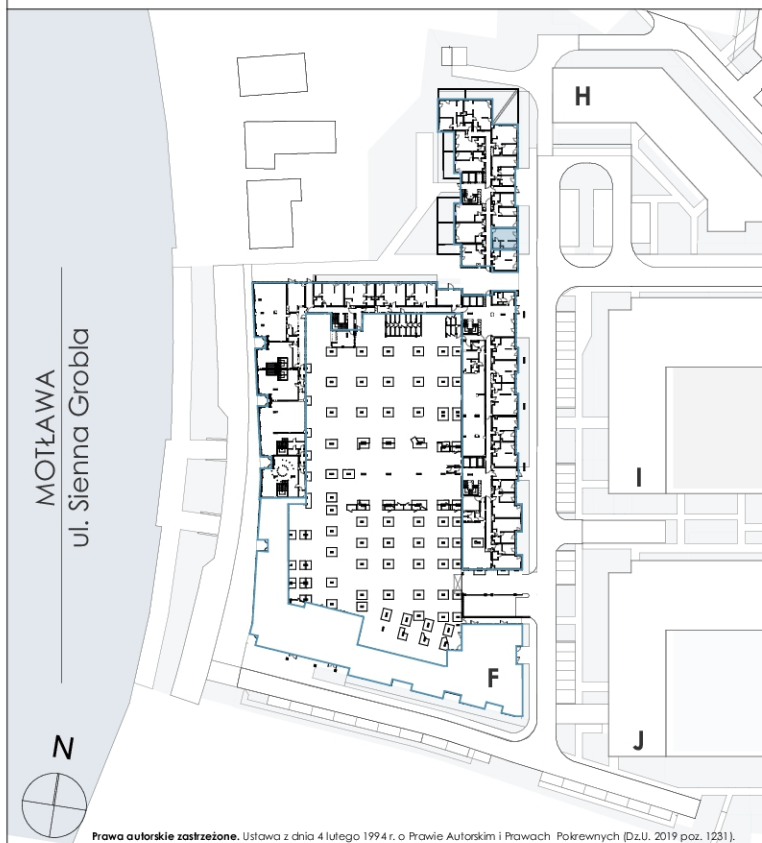 H
MOTŁAWA
ul. Sienna Grobla
I
F
J
N
Prawa autorskie zastrzeżone. Ustawa z dnia 4 lutego 1994 r. o Prawie Autorskim i Prawach Pokrewnych (Dz.U. 2019 poz. 1231).